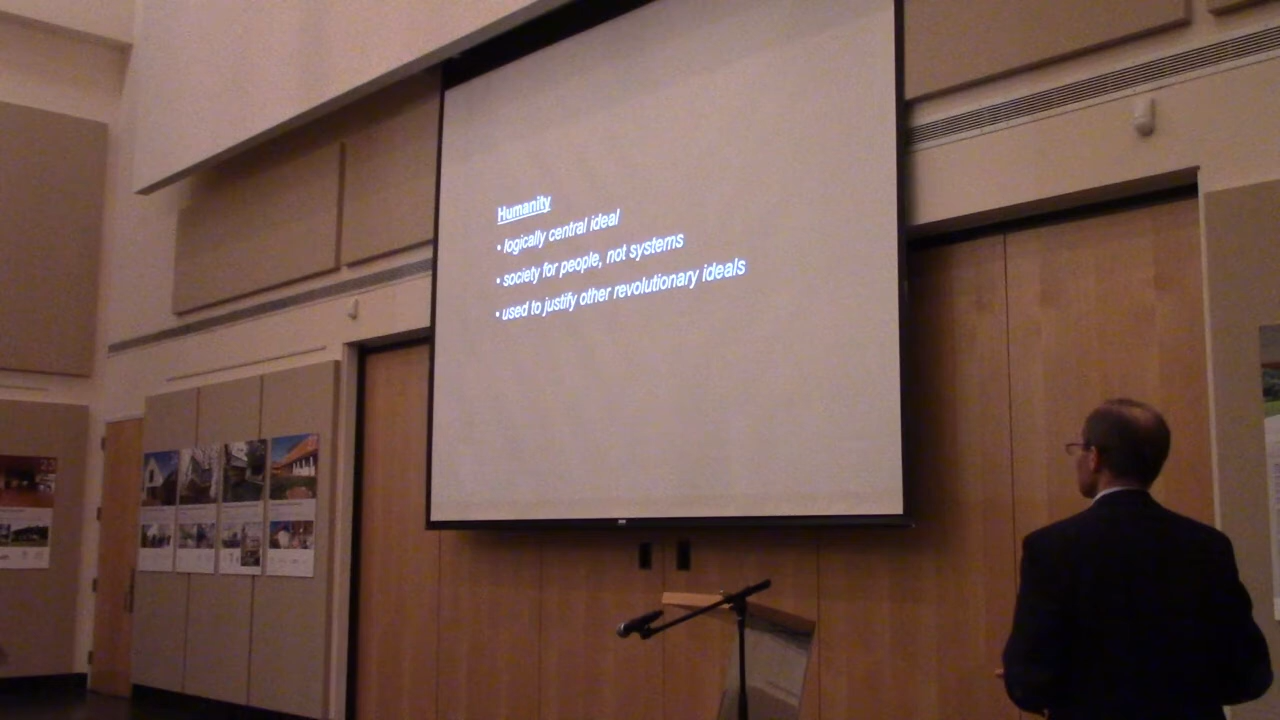 Humanity
• logically central ideal
• society for people, not systems
• used to justify other revolutionary ideals